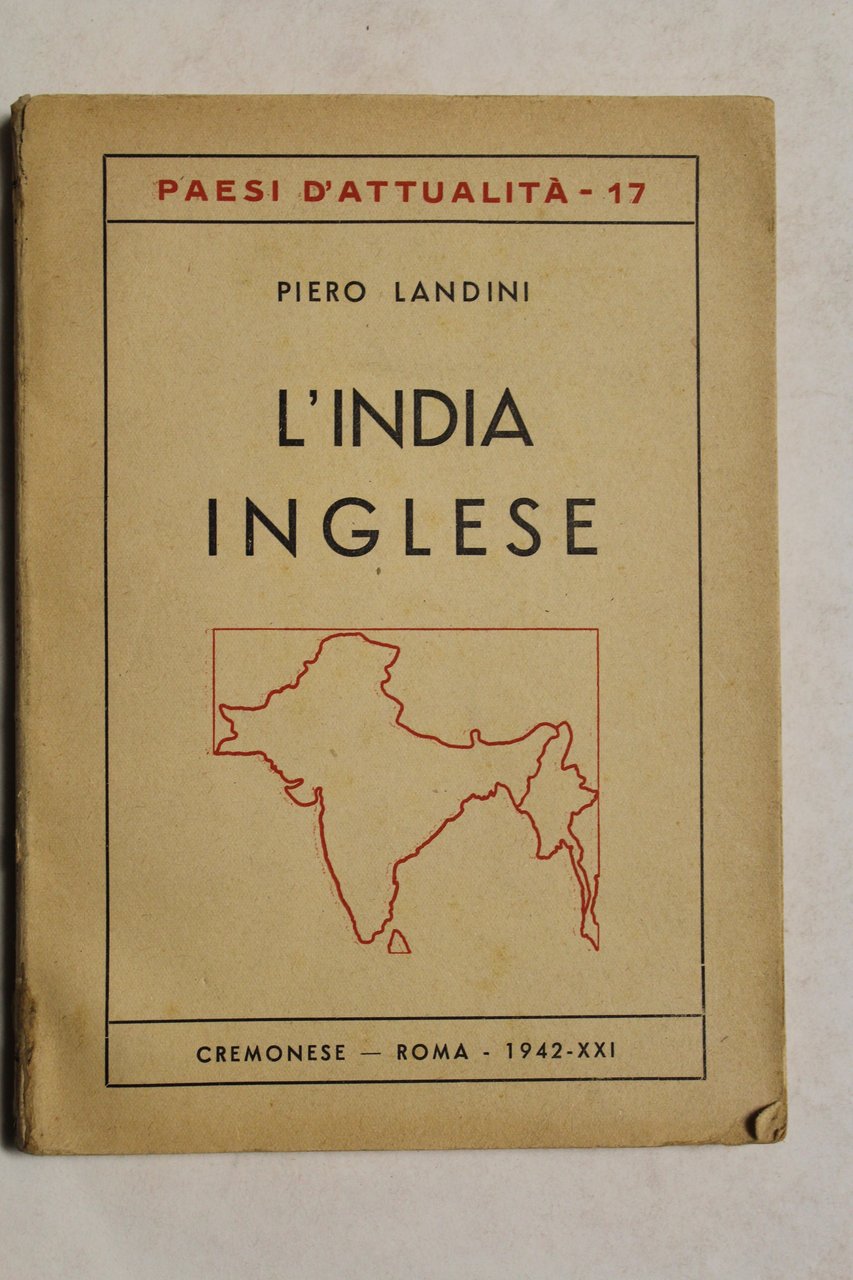 PAESI D'ATTUALITÀ - 17
PIERO LANDINI
L'INDIA
INGLESE
CREMONESE — ROMA - 1942-XXI